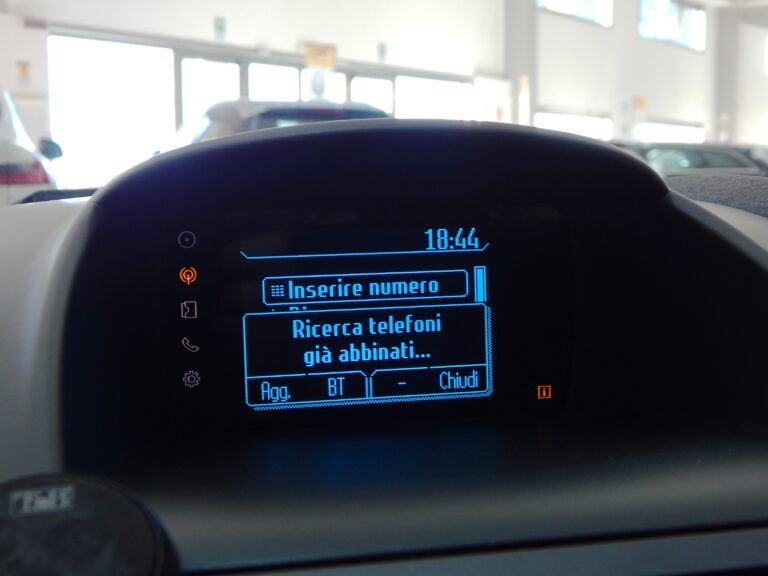 18:44
Inserire numero
Ricerca telefoni
già abbinati...
Agg. BT - Chiudi
i